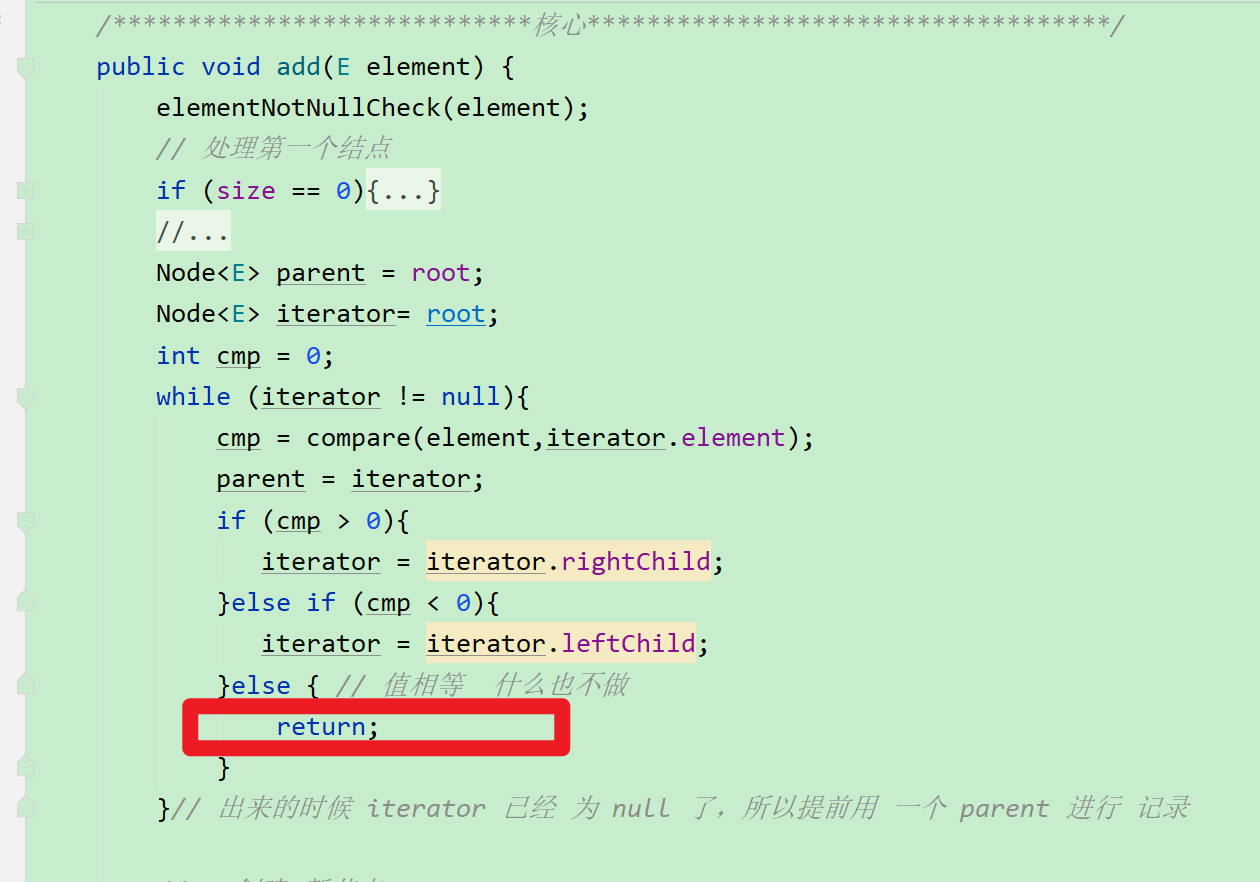 /****************************核心***********************************/
public void add(E element) {
elementNotNullCheck(element);
// 处理第一个结点
if (size == 0){...}
//...
Node<E> parent = root;
Node<E> iterator= root;
int cmp = 0;
while (iterator != null){
cmp = compare(element,iterator.element);
parent = iterator;
if (cmp > 0){
iterator = iterator.rightChild;
}else if (cmp < 0){
iterator = iterator.leftChild;
}else { // 值相等  什么也不做
return;
}
}// 出来的时候 iterator 已经 为 null 了，所以提前用 一个 parent 进行 记录